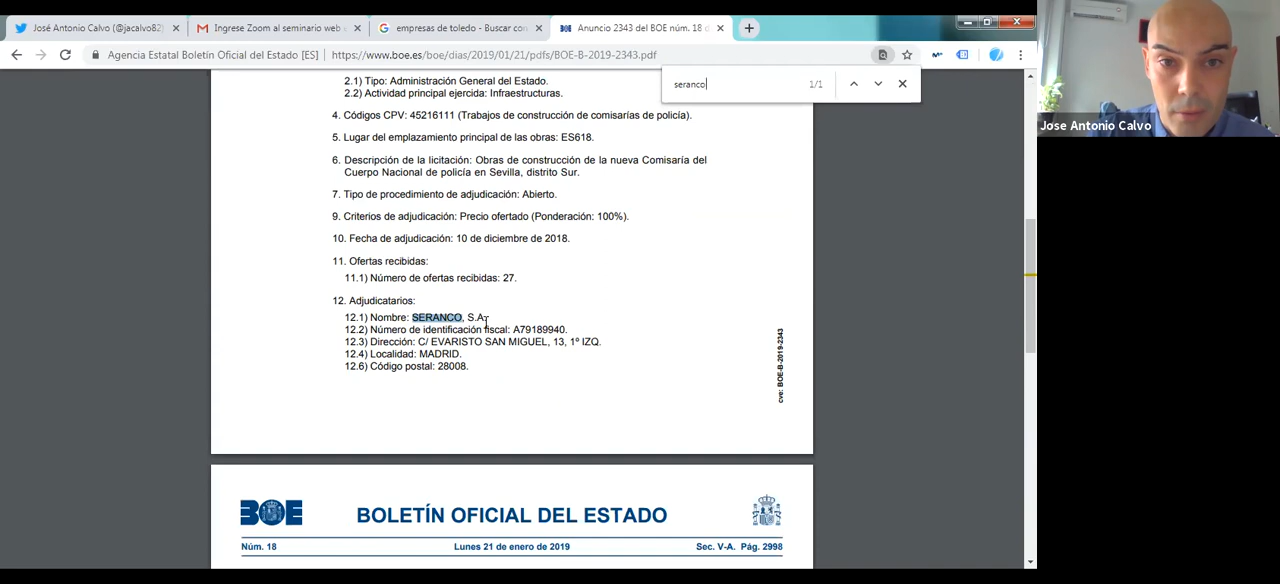 José Antonio Calvo (@jacalvo82)
Ingrese Zoom al seminario web
empresas de toledo - Buscar con
Anuncio 2343 del BOE núm. 18 d
Agencia Estatal Boletín Oficial del Estado [ES] | https://www.boe.es/boe/dias/2019/01/21/pdfs/BOE-B-2019-2343.pdf
seranco 1/1
Jose Antonio Calvo
2.1) Tipo: Administración General del Estado.
2.2) Actividad principal ejercida: Infraestructuras.
4. Códigos CPV: 45216111 (Trabajos de construcción de comisarías de policía).
5. Lugar del emplazamiento principal de las obras: ES618.
6. Descripción de la licitación: Obras de construcción de la nueva Comisaría del
Cuerpo Nacional de policía en Sevilla, distrito Sur.
7. Tipo de procedimiento de adjudicación: Abierto.
9. Criterios de adjudicación: Precio ofertado (Ponderación: 100%).
10. Fecha de adjudicación: 10 de diciembre de 2018.
11. Ofertas recibidas:
11.1) Número de ofertas recibidas: 27.
12. Adjudicatarios:
12.1) Nombre: SERANCO, S.A.
12.2) Número de identificación fiscal: A79189940.
12.3) Dirección: C/ EVARISTO SAN MIGUEL, 13, 1º IZQ.
12.4) Localidad: MADRID.
12.6) Código postal: 28008.
cve: BOE-B-2019-2343
BOE
BOLETÍN OFICIAL DEL ESTADO
Núm. 18 Lunes 21 de enero de 2019 Sec. V-A. Pág. 2998